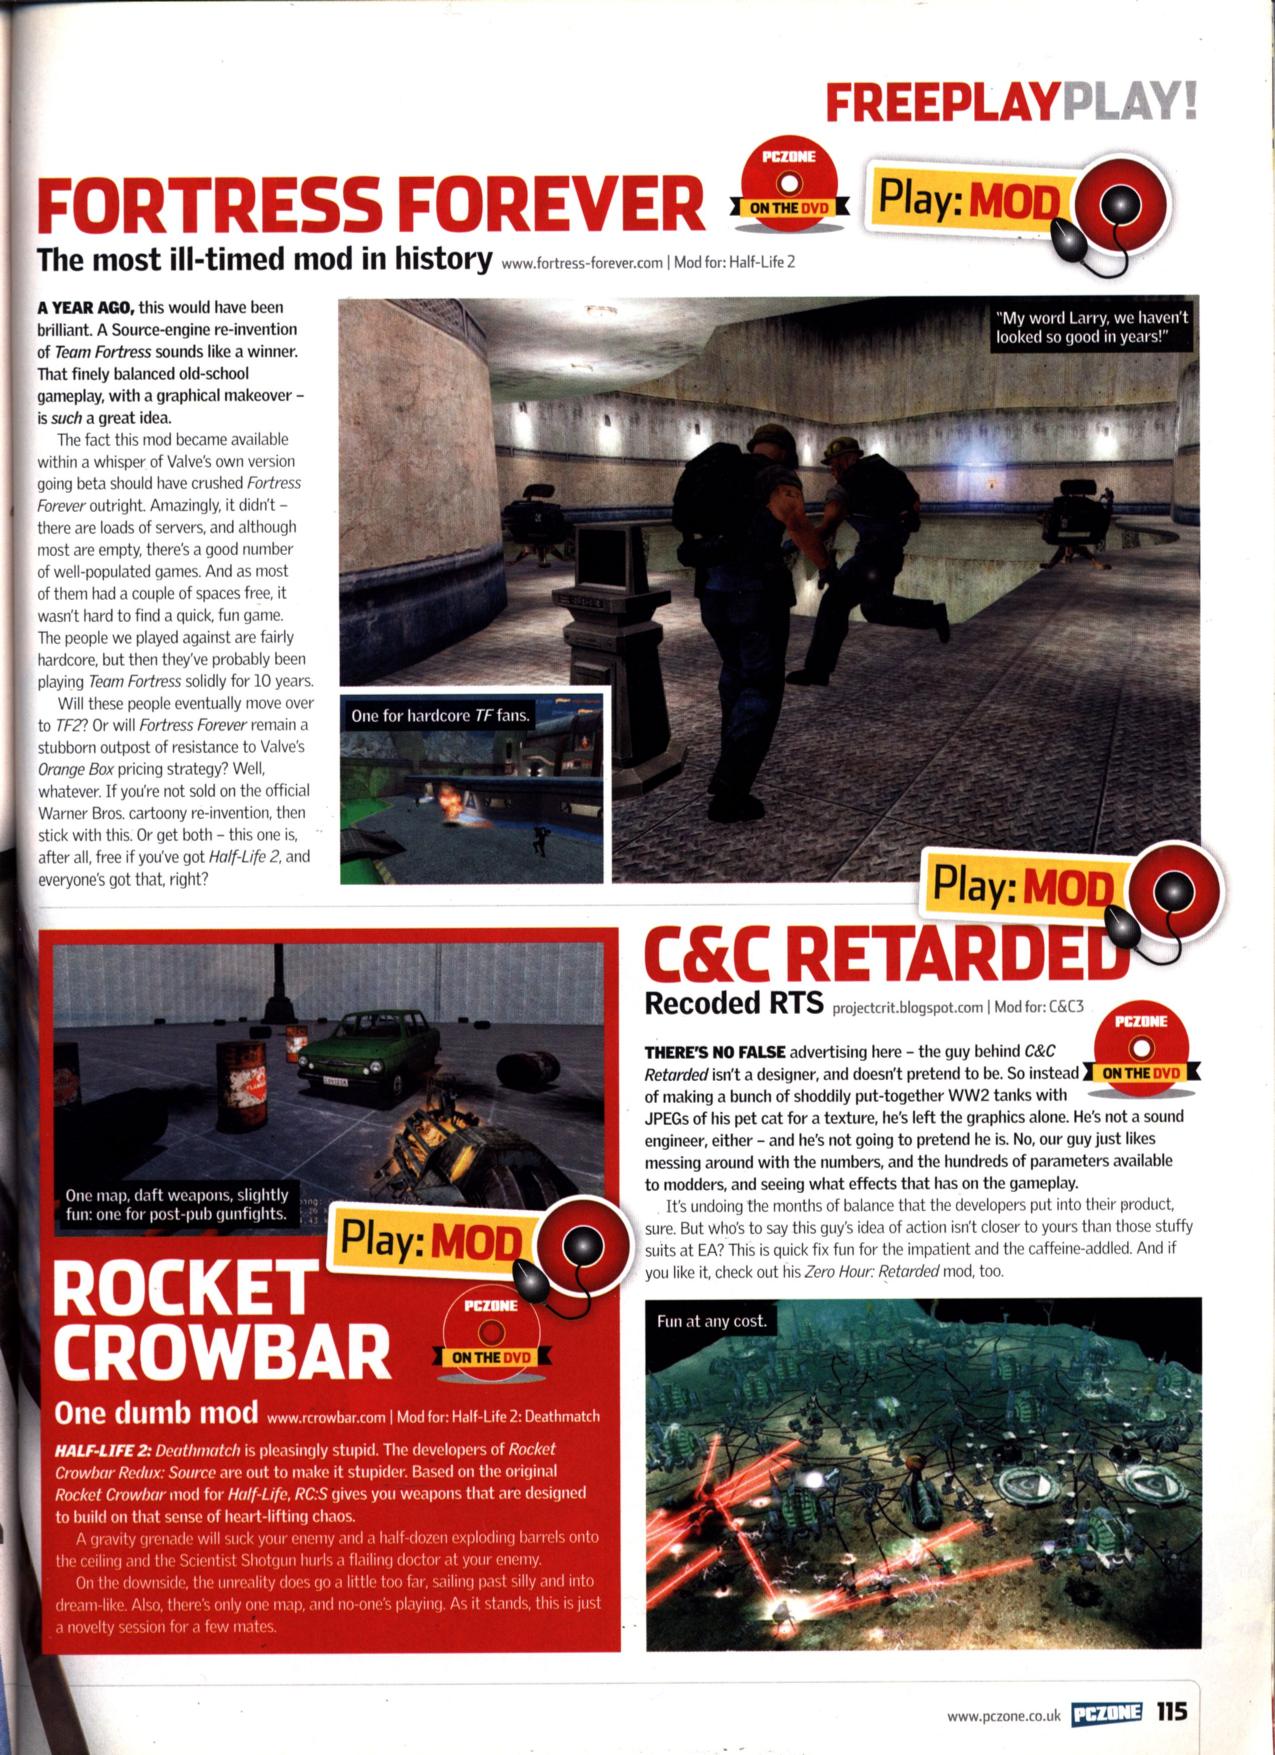 FREEPLAYPLAY!
FORTRESS FOREVER
PCZONE
ON THE DVD
Play: MOD
The most ill-timed mod in history www.fortress-forever.com | Mod for: Half-Life 2
A YEAR AGO, this would have been
brilliant. A Source-engine re-invention
of Team Fortress sounds like a winner.
That finely balanced old-school
gameplay, with a graphical makeover –
is such a great idea.
The fact this mod became available
within a whisper of Valve's own version
going beta should have crushed Fortress
Forever outright. Amazingly, it didn't –
there are loads of servers, and although
most are empty, there's a good number
of well-populated games. And as most
of them had a couple of spaces free, it
wasn't hard to find a quick, fun game.
The people we played against are fairly
hardcore, but then they've probably been
playing Team Fortress solidly for 10 years.
Will these people eventually move over
to TF2? Or will Fortress Forever remain a
stubborn outpost of resistance to Valve's
Orange Box pricing strategy? Well,
whatever. If you're not sold on the official
Warner Bros. cartoony re-invention, then
stick with this. Or get both – this one is,
after all, free if you've got Half-Life 2, and
everyone's got that, right?
"My word Larry, we haven't
looked so good in years!"
One for hardcore TF fans.
One map, daft weapons, slightly
fun: one for post-pub gunfights.
Play: MOD
ROCKET
CROWBAR
PCZONE
ON THE DVD
One dumb mod www.rcrowbar.com | Mod for: Half-Life 2: Deathmatch
HALF-LIFE 2: Deathmatch is pleasingly stupid. The developers of Rocket
Crowbar Redux: Source are out to make it stupider. Based on the original
Rocket Crowbar mod for Half-Life, RC:S gives you weapons that are designed
to build on that sense of heart-lifting chaos.
A gravity grenade will suck your enemy and a half-dozen exploding barrels onto
the ceiling and the Scientist Shotgun hurls a flailing doctor at your enemy.
On the downside, the unreality does go a little too far, sailing past silly and into
dream-like. Also, there's only one map, and no-one's playing. As it stands, this is just
a novelty session for a few mates.
Play: MOD
C&C RETARDED
Recoded RTS projectcrit.blogspot.com | Mod for: C&C3
PCZONE
ON THE DVD
THERE'S NO FALSE advertising here – the guy behind C&C
Retarded isn't a designer, and doesn't pretend to be. So instead
of making a bunch of shoddily put-together WW2 tanks with
JPEGs of his pet cat for a texture, he's left the graphics alone. He's not a sound
engineer, either – and he's not going to pretend he is. No, our guy just likes
messing around with the numbers, and the hundreds of parameters available
to modders, and seeing what effects that has on the gameplay.
It's undoing the months of balance that the developers put into their product,
sure. But who's to say this guy's idea of action isn't closer to yours than those stuffy
suits at EA? This is quick fix fun for the impatient and the caffeine-addled. And if
you like it, check out his Zero Hour: Retarded mod, too.
Fun at any cost.
www.pczone.co.uk PCZONE 115